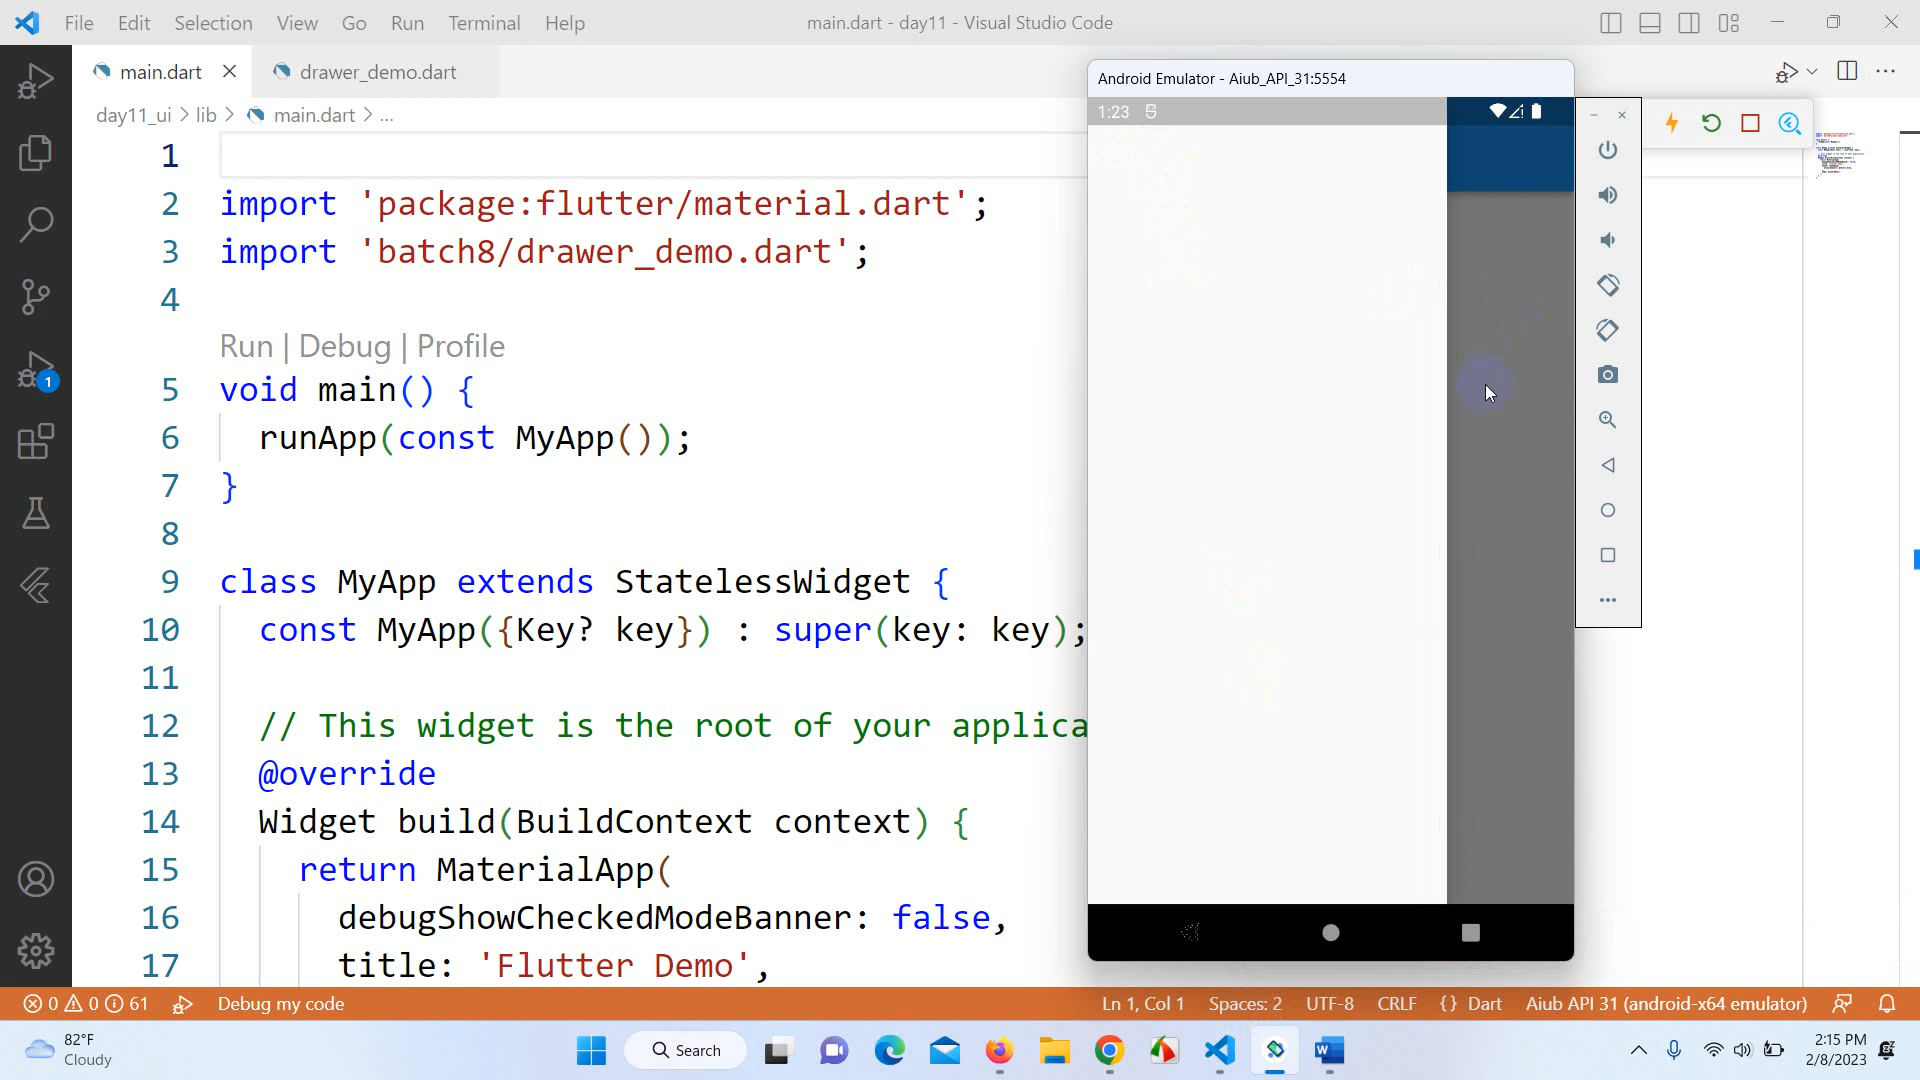 File Edit Selection View Go Run Terminal Help
main.dart - day11 - Visual Studio Code
main.dart
drawer_demo.dart
day11_ui > lib > main.dart > ...
Android Emulator - Aiub_API_31:5554
1:23
1
2 import 'package:flutter/material.dart';
3 import 'batch8/drawer_demo.dart';
4
Run | Debug | Profile
5 void main() {
6 runApp(const MyApp());
7 }
8
9 class MyApp extends StatelessWidget {
10 const MyApp({Key? key}) : super(key: key);
11
12 // This widget is the root of your applica
13 @override
14 Widget build(BuildContext context) {
15 return MaterialApp(
16 debugShowCheckedModeBanner: false,
17 title: 'Flutter Demo',
1
0 0 61 Debug my code
Ln 1, Col 1 Spaces: 2 UTF-8 CRLF {} Dart Aiub API 31 (android-x64 emulator)
82°F
Cloudy
Search
2:15 PM
2/8/2023